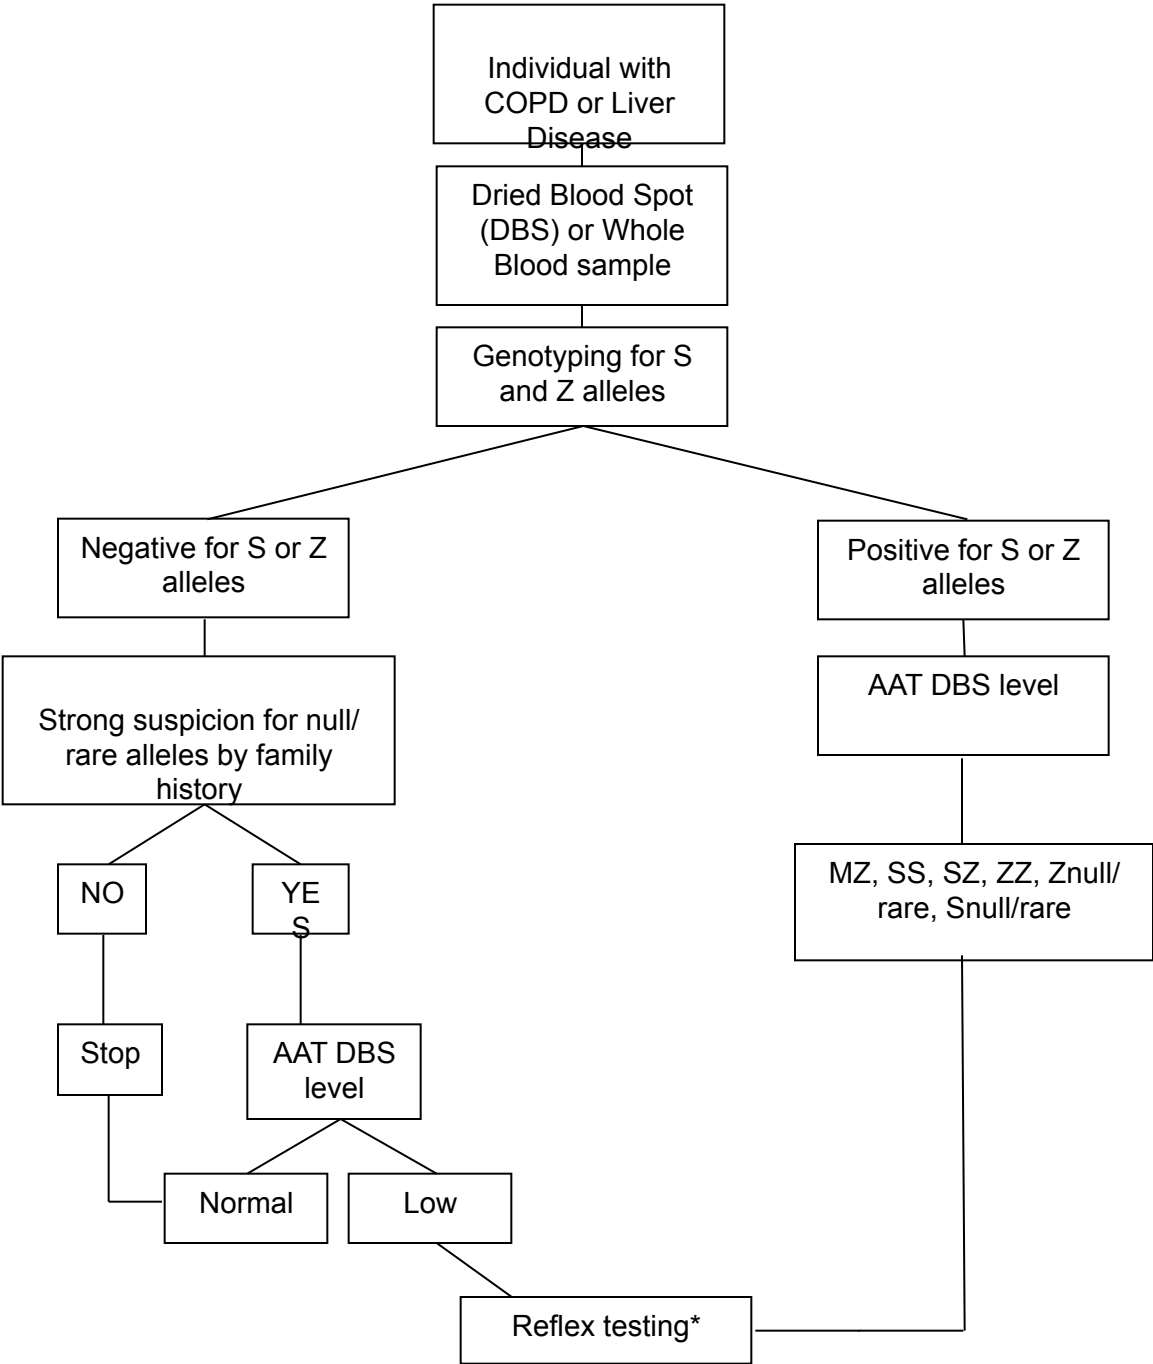 Individual with
COPD or Liver
Disease
Dried Blood Spot
(DBS) or Whole
Blood sample
Genotyping for S
and Z alleles
Negative for S or Z
alleles
Positive for S or Z
alleles
Strong suspicion for null/
rare alleles by family
history
AAT DBS level
NO
YE
S
MZ, SS, SZ, ZZ, Znull/
rare, Snull/rare
Stop
AAT DBS
level
Normal
Low
Reflex testing*